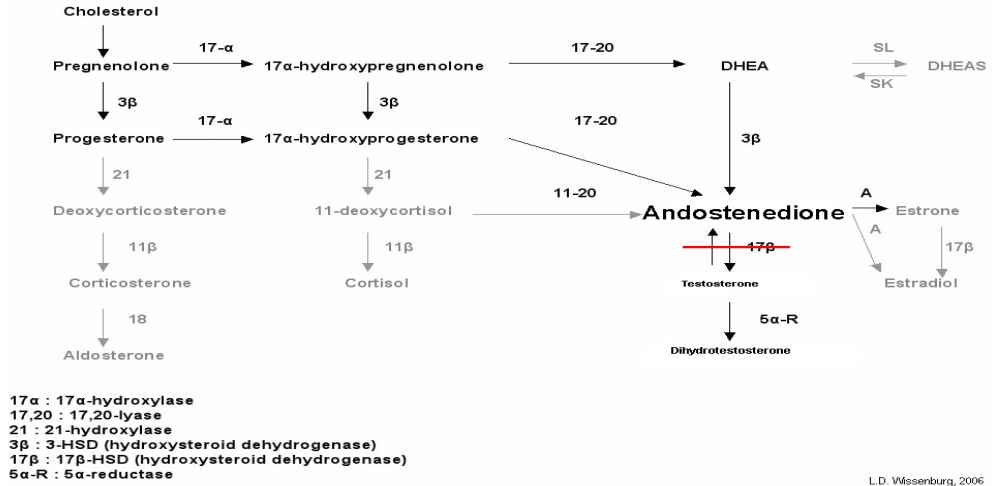 Cholesterol
17-α
17-20
SL
Pregnenolone
17α-hydroxypregnenolone
DHEA
DHEAS
SK
3β
3β
17-α
17-20
Progesterone
17α-hydroxyprogesterone
3β
21
21
11-20
A
Deoxycorticosterone
11-deoxycortisol
Andostenedione
Estrone
A
11β
11β
17β
17β
Corticosterone
Cortisol
Testosterone
Estradiol
18
5α-R
Aldosterone
Dihydrotestosterone
17α : 17α-hydroxylase
17,20 : 17,20-lyase
21 : 21-hydroxylase
3β : 3-HSD (hydroxysteroid dehydrogenase)
17β : 17β-HSD (hydroxysteroid dehydrogenase)
5α-R : 5α-reductase
L.D. Wissenburg, 2006